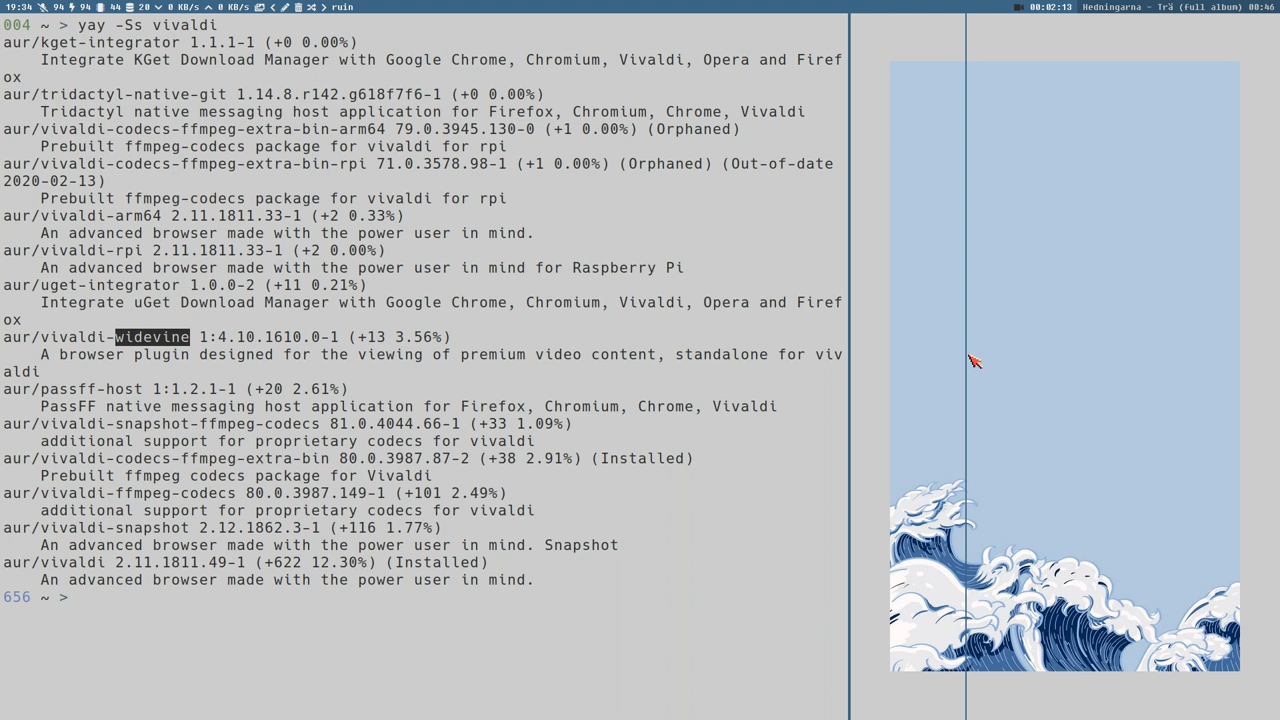 19:34 94 94 44 20 0 KB/s 0 KB/s ruin 00:02:13 Hedningarna - Trä (full album) 00:46
004 ~ > yay -Ss vivaldi
aur/kget-integrator 1.1.1-1 (+0 0.00%)
Integrate KGet Download Manager with Google Chrome, Chromium, Vivaldi, Opera and Firef
ox
aur/tridactyl-native-git 1.14.8.r142.g618f7f6-1 (+0 0.00%)
Tridactyl native messaging host application for Firefox, Chromium, Chrome, Vivaldi
aur/vivaldi-codecs-ffmpeg-extra-bin-arm64 79.0.3945.130-0 (+1 0.00%) (Orphaned)
Prebuilt ffmpeg-codecs package for vivaldi for rpi
aur/vivaldi-codecs-ffmpeg-extra-bin-rpi 71.0.3578.98-1 (+1 0.00%) (Orphaned) (Out-of-date
2020-02-13)
Prebuilt ffmpeg-codecs package for vivaldi for rpi
aur/vivaldi-arm64 2.11.1811.33-1 (+2 0.33%)
An advanced browser made with the power user in mind.
aur/vivaldi-rpi 2.11.1811.33-1 (+2 0.00%)
An advanced browser made with the power user in mind for Raspberry Pi
aur/uget-integrator 1.0.0-2 (+11 0.21%)
Integrate uGet Download Manager with Google Chrome, Chromium, Vivaldi, Opera and Firef
ox
aur/vivaldi-widevine 1:4.10.1610.0-1 (+13 3.56%)
A browser plugin designed for the viewing of premium video content, standalone for viv
aldi
aur/passff-host 1:1.2.1-1 (+20 2.61%)
PassFF native messaging host application for Firefox, Chromium, Chrome, Vivaldi
aur/vivaldi-snapshot-ffmpeg-codecs 81.0.4044.66-1 (+33 1.09%)
additional support for proprietary codecs for vivaldi
aur/vivaldi-codecs-ffmpeg-extra-bin 80.0.3987.87-2 (+38 2.91%) (Installed)
Prebuilt ffmpeg codecs package for Vivaldi
aur/vivaldi-ffmpeg-codecs 80.0.3987.149-1 (+101 2.49%)
additional support for proprietary codecs for vivaldi
aur/vivaldi-snapshot 2.12.1862.3-1 (+116 1.77%)
An advanced browser made with the power user in mind. Snapshot
aur/vivaldi 2.11.1811.49-1 (+622 12.30%) (Installed)
An advanced browser made with the power user in mind.
656 ~ >